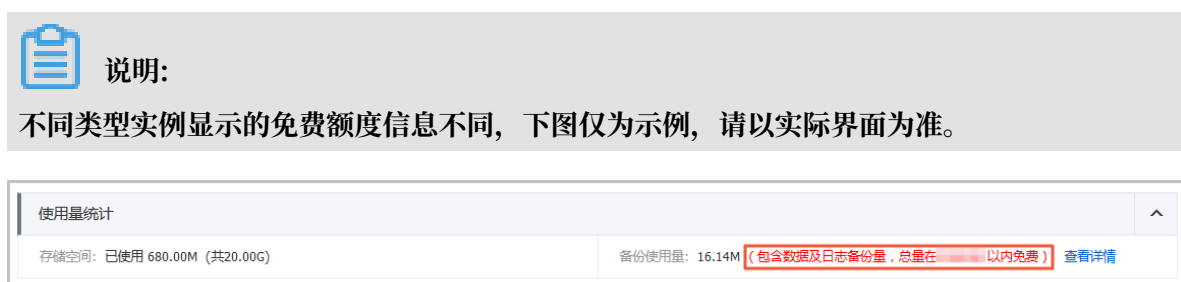 说明:
不同类型实例显示的免费额度信息不同，下图仅为示例，请以实际界面为准。
使用量统计
存储空间: 已使用 680.00M (共20.00G)
备份使用量: 16.14M (包含数据及日志备份量，总量在 以内免费) 查看详情